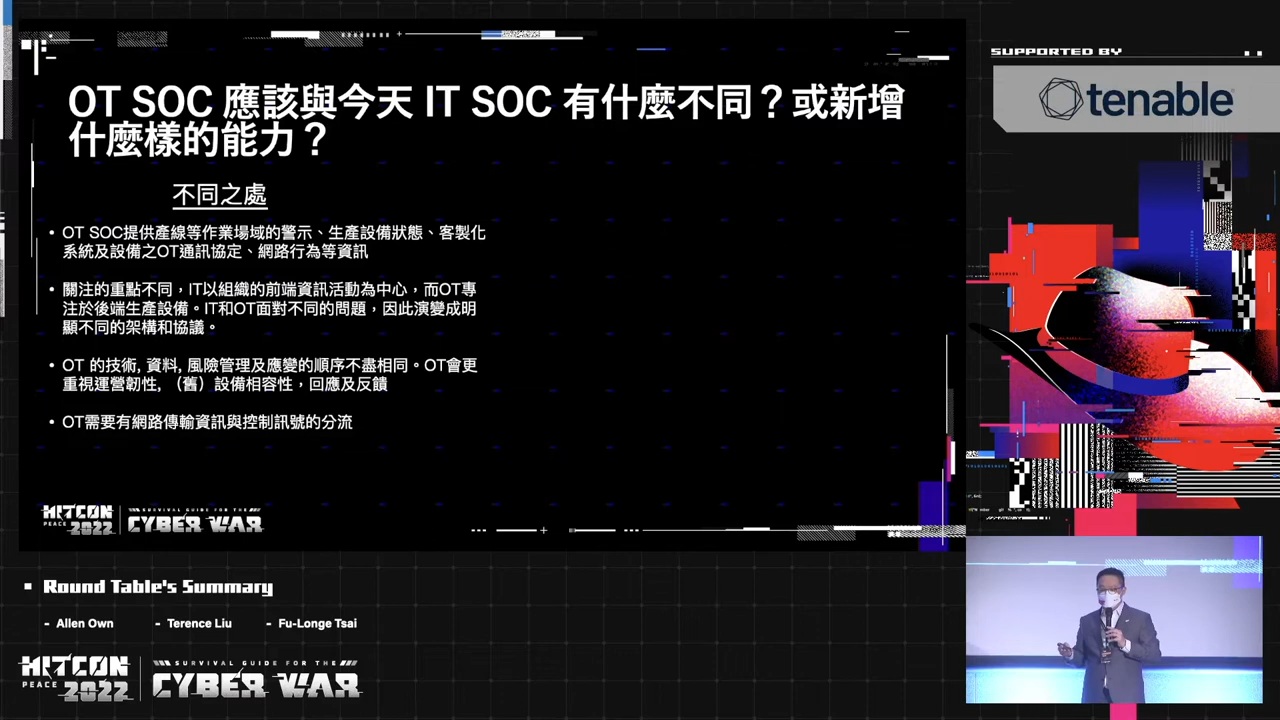 OT SOC 應該與今天 IT SOC 有什麼不同？或新增
什麼樣的能力？
不同之處
• OT SOC提供產線等作業場域的警示、生產設備狀態、客製化
系統及設備之OT通訊協定、網路行為等資訊
• 關注的重點不同，IT以組織的前端資訊活動為中心，而OT專
注於後端生產設備。IT和OT面對不同的問題，因此演變成明
顯不同的架構和協議。
• OT 的技術, 資料, 風險管理及應變的順序不盡相同。OT會更
重視運營韌性, （舊）設備相容性，回應及反饋
• OT需要有網路傳輸資訊與控制訊號的分流
HITCON
PEACE 2022
SURVIVAL GUIDE FOR THE
CYBER WAR
SUPPORTED BY
tenable
Round Table's Summary
- Allen Own - Terence Liu - Fu-Longe Tsai
HITCON
PEACE 2022
SURVIVAL GUIDE FOR THE
CYBER WAR